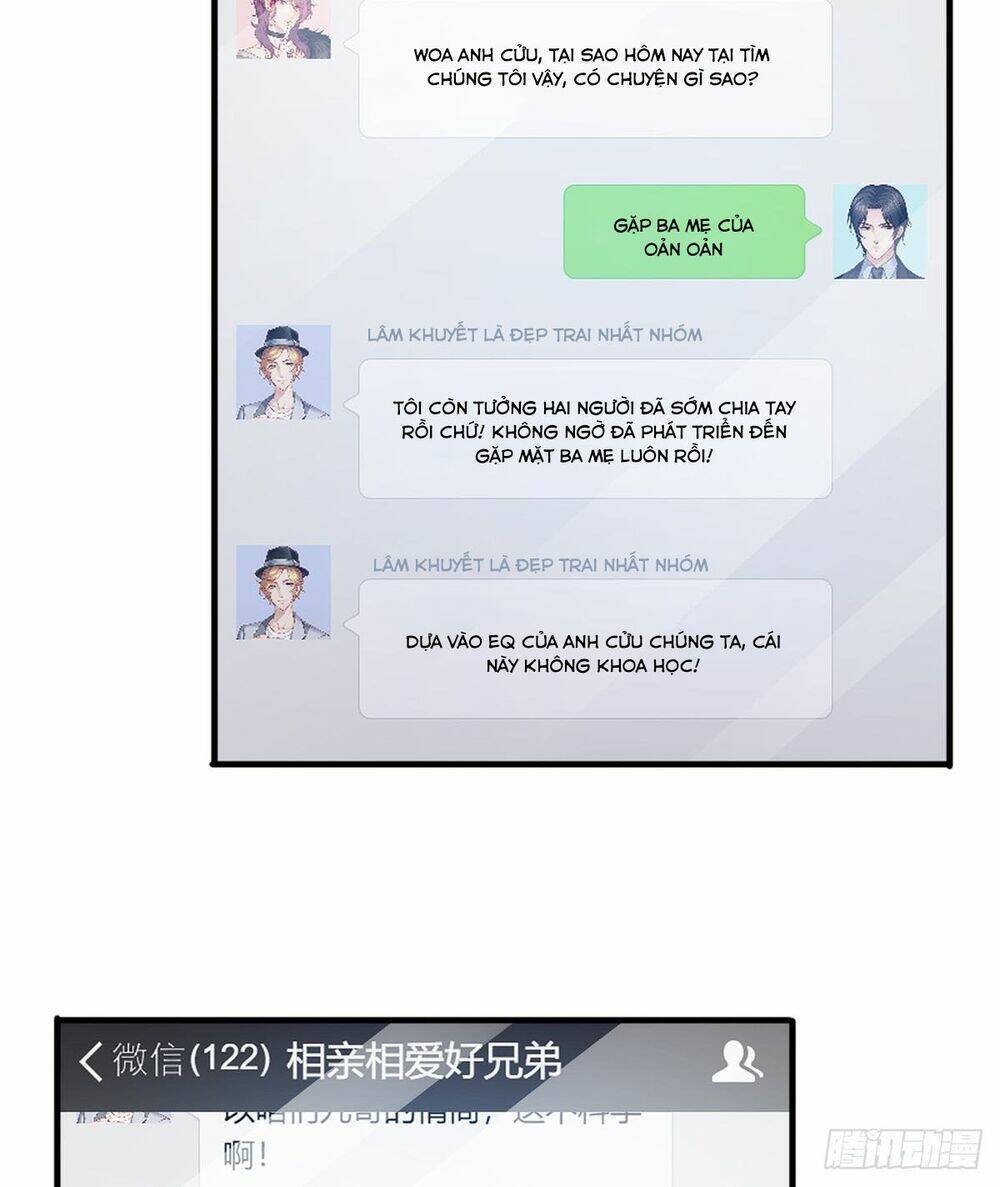 WOA ANH CỬU, TẠI SAO HÔM NAY TẠI TÌM
CHÚNG TÔI VẬY, CÓ CHUYỆN GÌ SAO?
GẶP BA MẸ CỦA
OẢN OẢN
LÂM KHUYẾT LÀ ĐẸP TRAI NHẤT NHÓM
TÔI CÒN TƯỞNG HAI NGƯỜI ĐÃ SỚM CHIA TAY
RỒI CHỨ! KHÔNG NGỜ ĐÃ PHÁT TRIỂN ĐẾN
GẶP MẶT BA MẸ LUÔN RỒI!
LÂM KHUYẾT LÀ ĐẸP TRAI NHẤT NHÓM
DỰA VÀO EQ CỦA ANH CỬU CHÚNG TA, CÁI
NÀY KHÔNG KHOA HỌC!
微信(122) 相亲相爱好兄弟
啊!
腾讯动漫